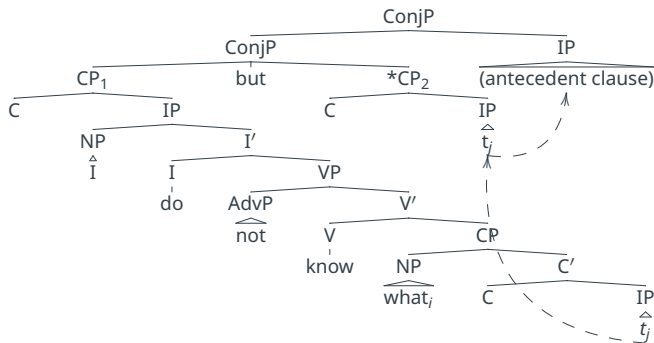 ConjP
ConjP IP
CP1 but *CP2 (antecedent clause)
C IP C IP
NP I′ tj
I I VP
do AdvP V′
not V CP
know NP C′
whati C IP
tj